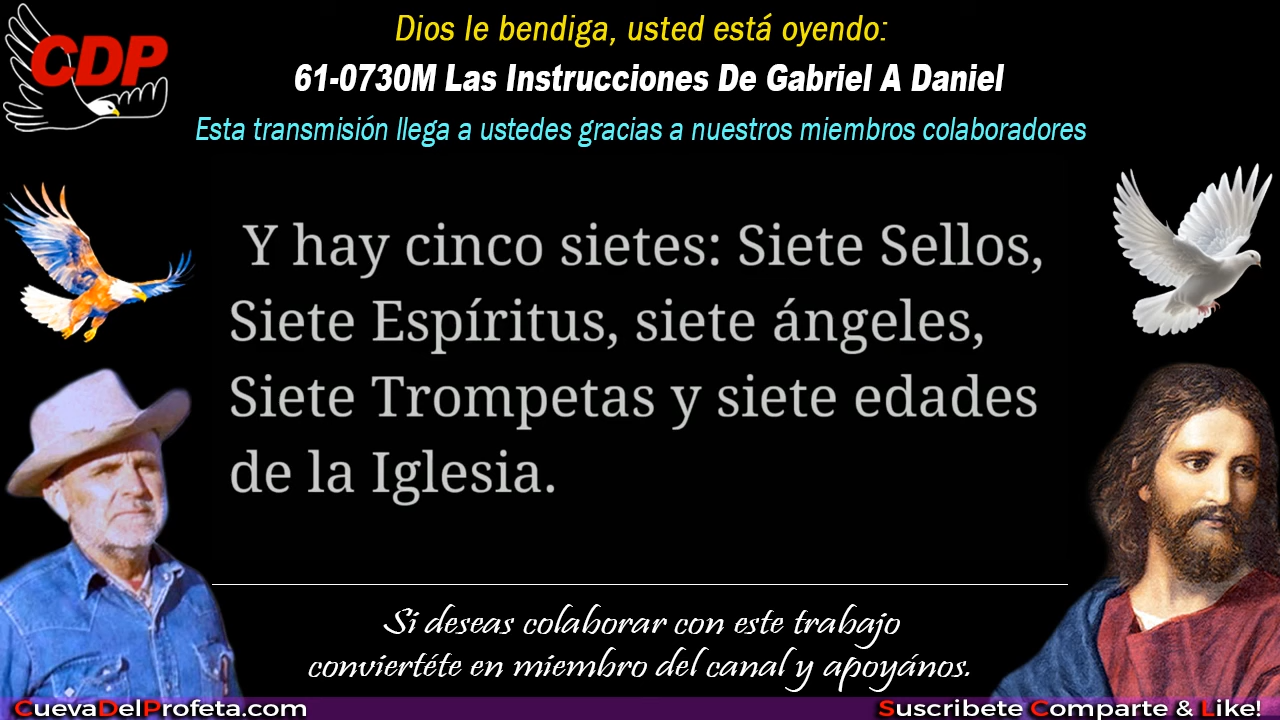 CDP
Dios le bendiga, usted está oyendo:
61-0730M Las Instrucciones De Gabriel A Daniel
Esta transmisión llega a ustedes gracias a nuestros miembros colaboradores
Y hay cinco sietes: Siete Sellos,
Siete Espíritus, siete ángeles,
Siete Trompetas y siete edades
de la Iglesia.
Si deseas colaborar con este trabajo
conviertéte en miembro del canal y apoyános.
CuevaDelProfeta.com
Suscribete Comparte & Like!